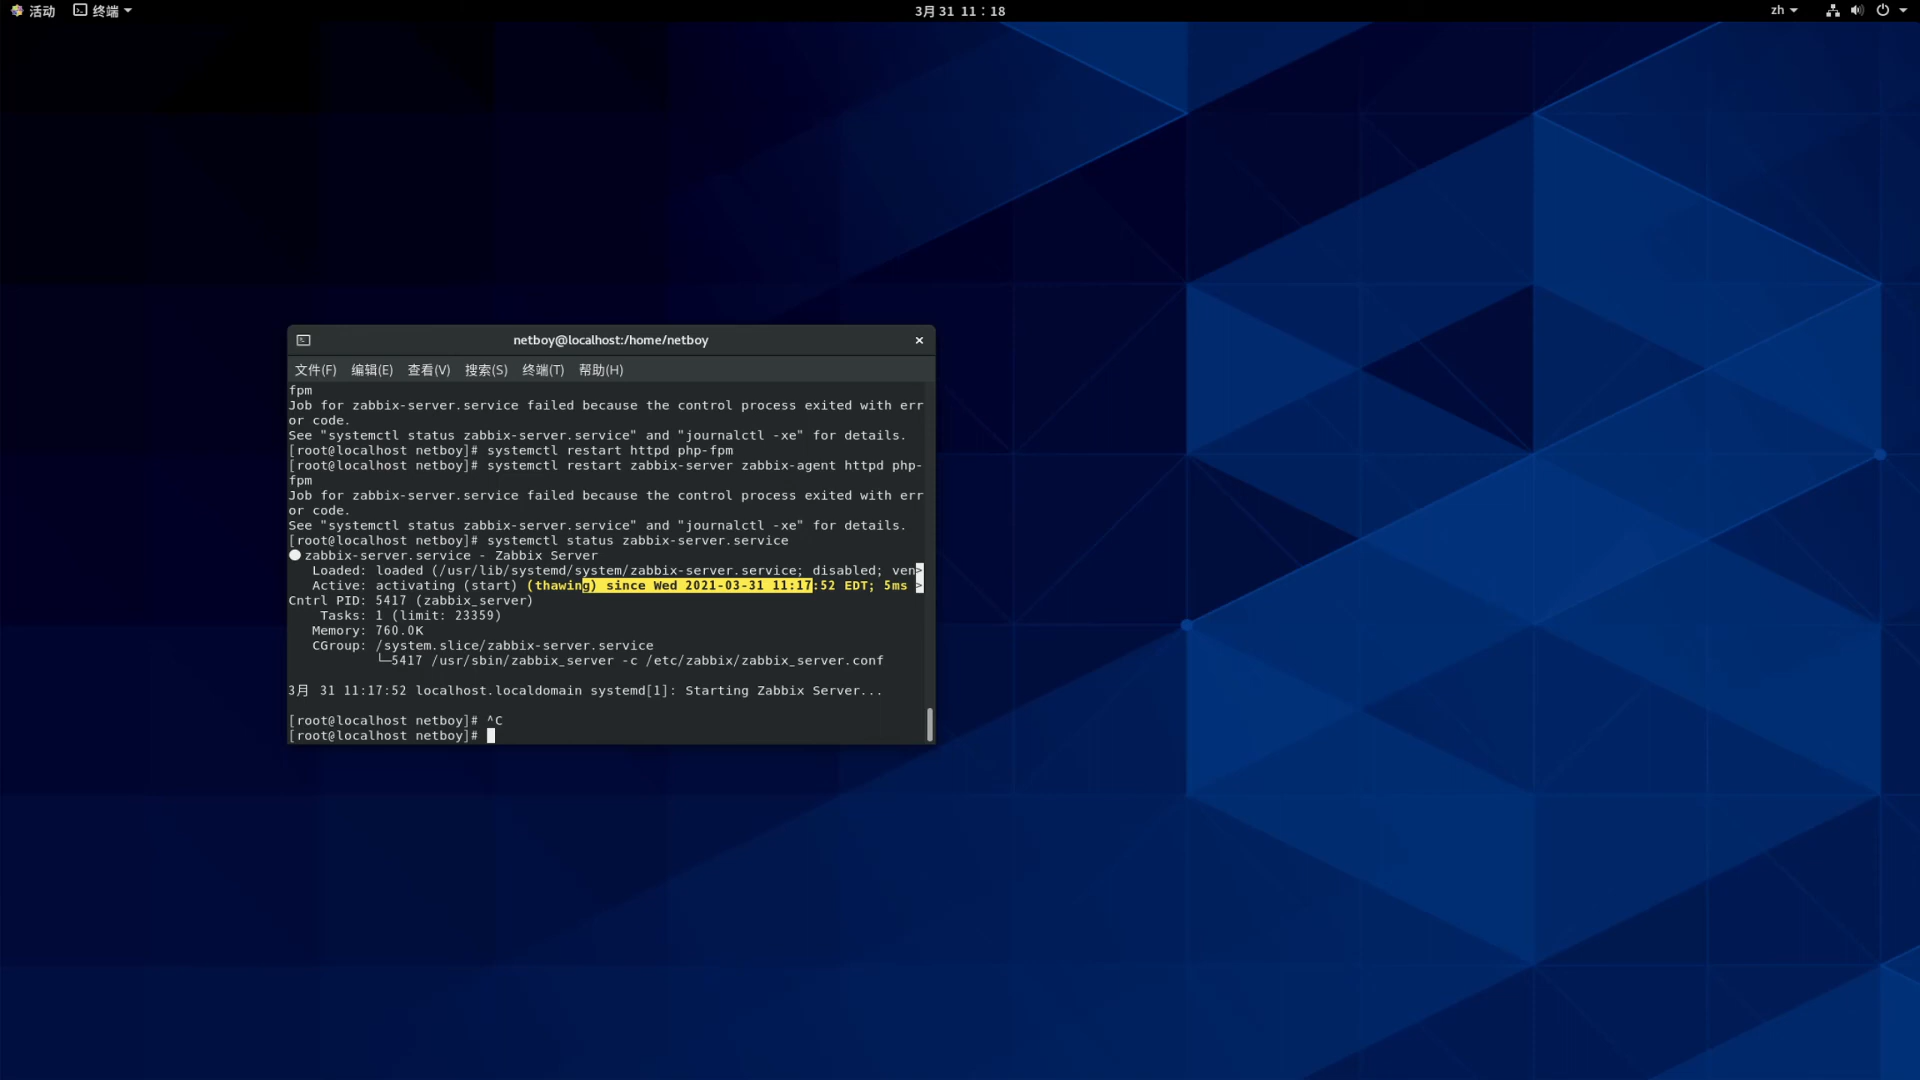 活动 终端 3月 31 11：18 zh
netboy@localhost:/home/netboy
文件(F) 编辑(E) 查看(V) 搜索(S) 终端(T) 帮助(H)
fpm
Job for zabbix-server.service failed because the control process exited with err
or code.
See "systemctl status zabbix-server.service" and "journalctl -xe" for details.
[root@localhost netboy]# systemctl restart httpd php-fpm
[root@localhost netboy]# systemctl restart zabbix-server zabbix-agent httpd php-
fpm
Job for zabbix-server.service failed because the control process exited with err
or code.
See "systemctl status zabbix-server.service" and "journalctl -xe" for details.
[root@localhost netboy]# systemctl status zabbix-server.service
● zabbix-server.service - Zabbix Server
Loaded: loaded (/usr/lib/systemd/system/zabbix-server.service; disabled; ven>
Active: activating (start) (thawing) since Wed 2021-03-31 11:17:52 EDT; 5ms >
Cntrl PID: 5417 (zabbix_server)
Tasks: 1 (limit: 23359)
Memory: 760.0K
CGroup: /system.slice/zabbix-server.service
└─5417 /usr/sbin/zabbix_server -c /etc/zabbix/zabbix_server.conf
3月 31 11:17:52 localhost.localdomain systemd[1]: Starting Zabbix Server...
[root@localhost netboy]# ^C
[root@localhost netboy]#